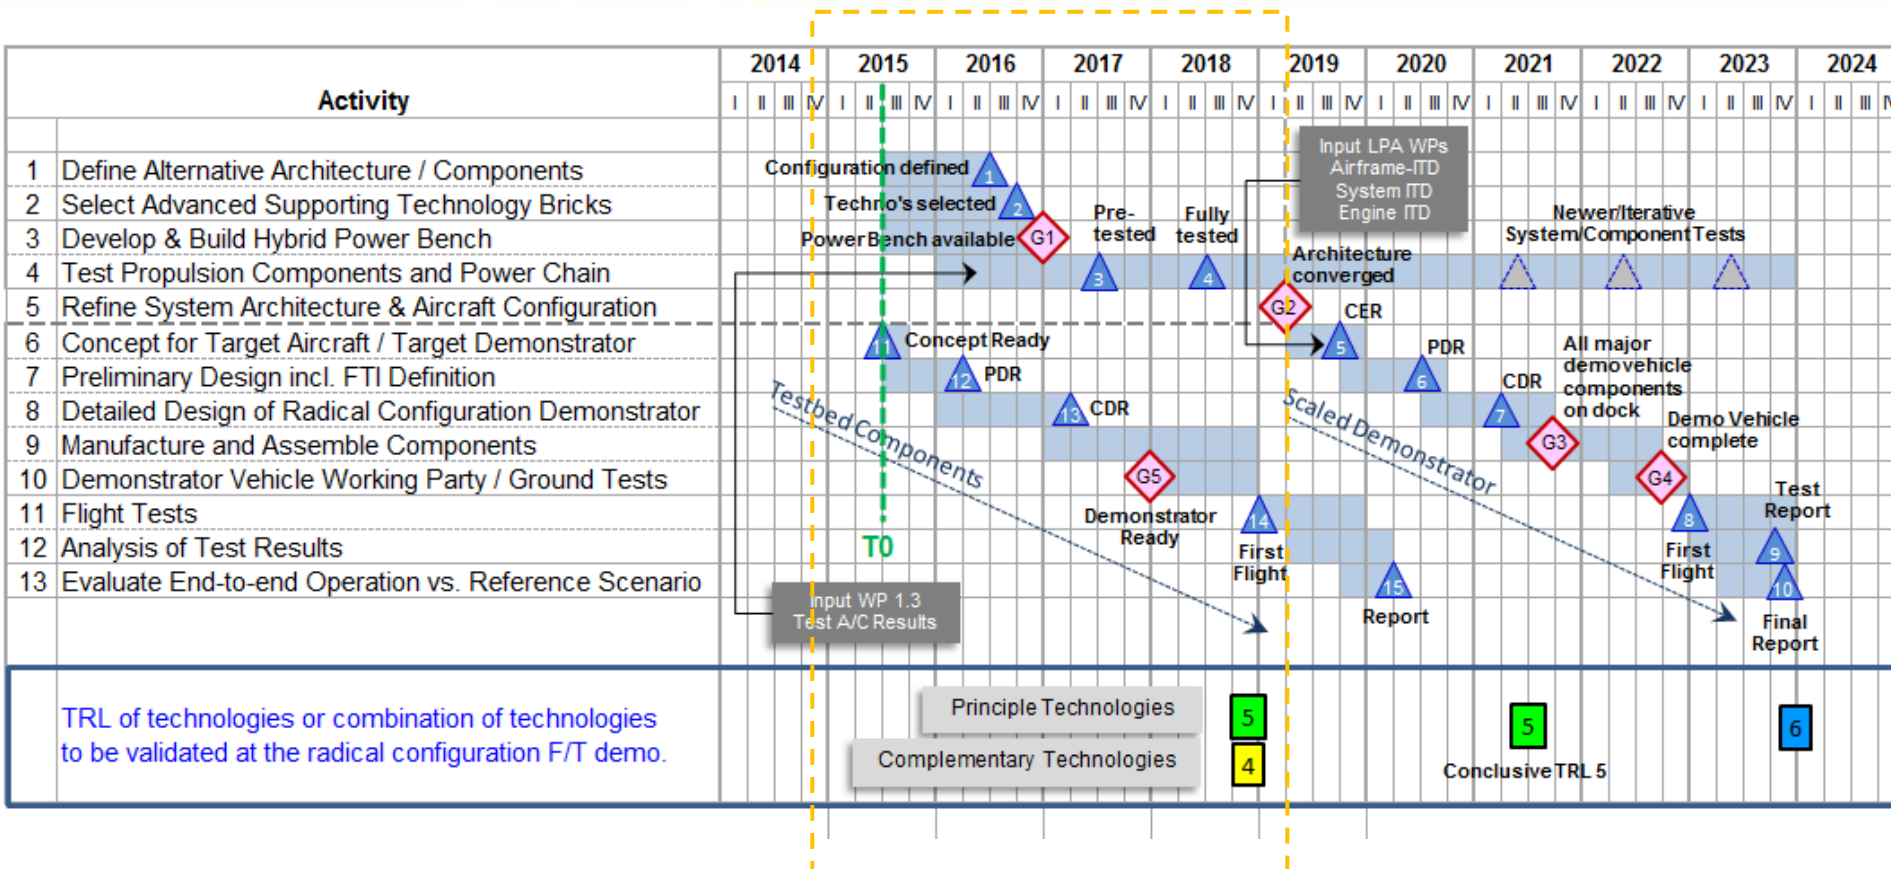 2014 2015 2016 2017 2018 2019 2020 2021 2022 2023 2024
Activity
I II III IV I II III IV I II III IV I II III IV I II III IV I II III IV I II III IV I II III IV I II III IV I II III IV I II III
Input LPA WPs
Airframe-ITD
System ITD
Engine ITD
1 Define Alternative Architecture / Components
Configuration defined 1
2 Select Advanced Supporting Technology Bricks
Techno's selected 2
3 Develop & Build Hybrid Power Bench
Power Bench available G1
Pre-
tested
Fully
tested
Newer/Iterative
System/Component Tests
4 Test Propulsion Components and Power Chain
3 4
Architecture
converged
5 Refine System Architecture & Aircraft Configuration
G2
CER
6 Concept for Target Aircraft / Target Demonstrator
11 Concept Ready
5
PDR
All major
demo vehicle
components
on dock
7 Preliminary Design incl. FTI Definition
12 PDR
6
CDR
8 Detailed Design of Radical Configuration Demonstrator
13 CDR
7
Demo Vehicle
complete
9 Manufacture and Assemble Components
G3
Testbed Components
Scaled Demonstrator
10 Demonstrator Vehicle Working Party / Ground Tests
G5
Demonstrator
Ready
G4
Test
Report
11 Flight Tests
14
First
Flight
8
First
Flight
12 Analysis of Test Results
T0
9
13 Evaluate End-to-end Operation vs. Reference Scenario
15
Report
10
Final
Report
Input WP 1.3
Test A/C Results
TRL of technologies or combination of technologies
to be validated at the radical configuration F/T demo.
Principle Technologies 5
Complementary Technologies 4
5
Conclusive TRL 5
6